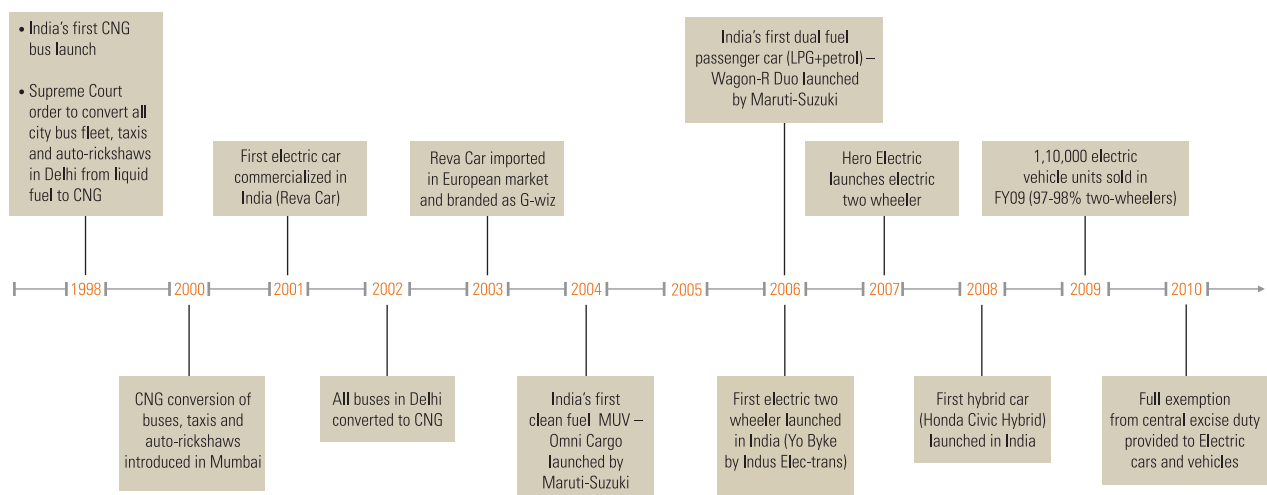 • India's first CNG
bus launch
• Supreme Court
order to convert all
city bus fleet, taxis
and auto-rickshaws
in Delhi from liquid
fuel to CNG
First electric car
commercialized in
India (Reva Car)
Reva Car imported
in European market
and branded as G-wiz
India's first dual fuel
passenger car (LPG+petrol) –
Wagon-R Duo launched
by Maruti-Suzuki
Hero Electric
launches electric
two wheeler
1,10,000 electric
vehicle units sold in
FY09 (97-98% two-wheelers)
1998 2000 2001 2002 2003 2004 2005 2006 2007 2008 2009 2010
CNG conversion of
buses, taxis and
auto-rickshaws
introduced in Mumbai
All buses in Delhi
converted to CNG
India's first
clean fuel MUV –
Omni Cargo
launched by
Maruti-Suzuki
First electric two
wheeler launched
in India (Yo Byke
by Indus Elec-trans)
First hybrid car
(Honda Civic Hybrid)
launched in India
Full exemption
from central excise duty
provided to Electric
cars and vehicles